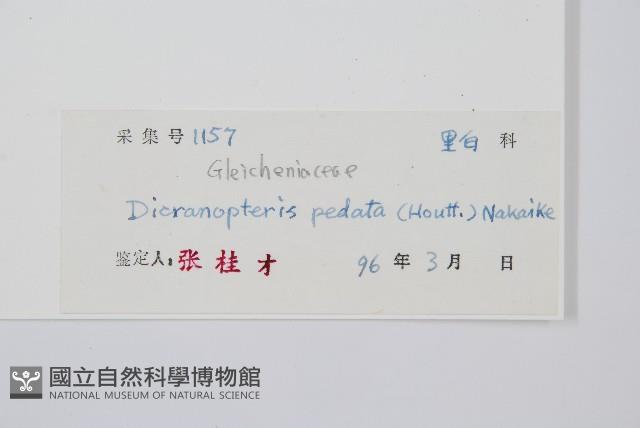 采集号 1157 里白 科
Gleicheniaceae
Dicranopteris pedata (Houtt.) Nakaike
鉴定人: 张桂才 96 年 3 月 日
國立自然科學博物館
NATIONAL MUSEUM OF NATURAL SCIENCE